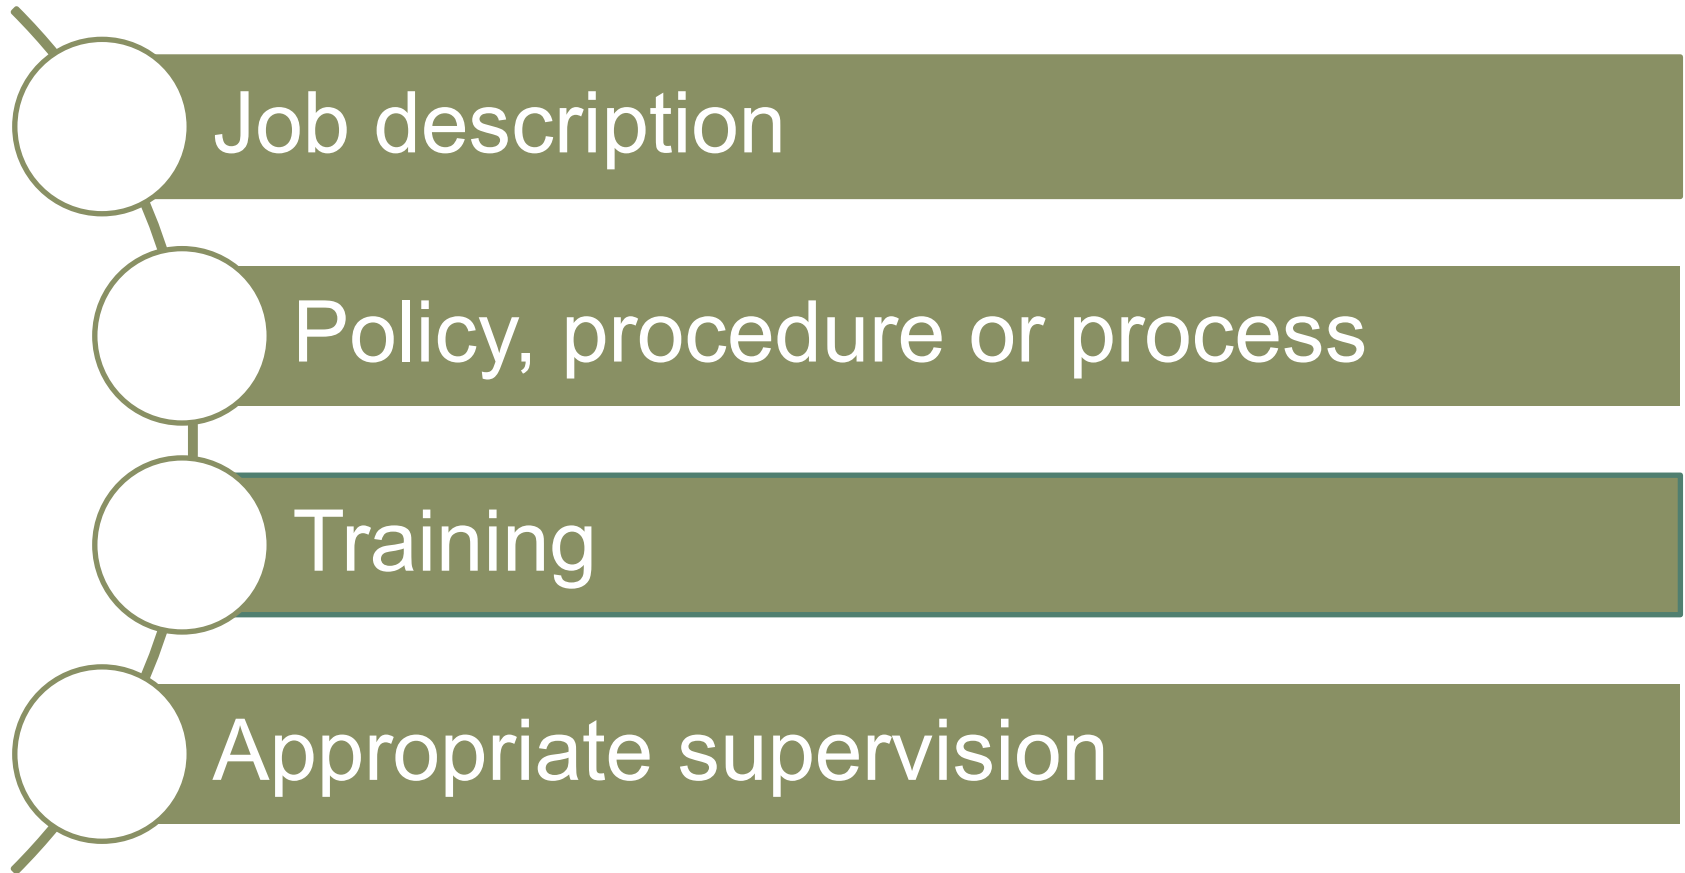 Job description
Policy, procedure or process
Training
Appropriate supervision